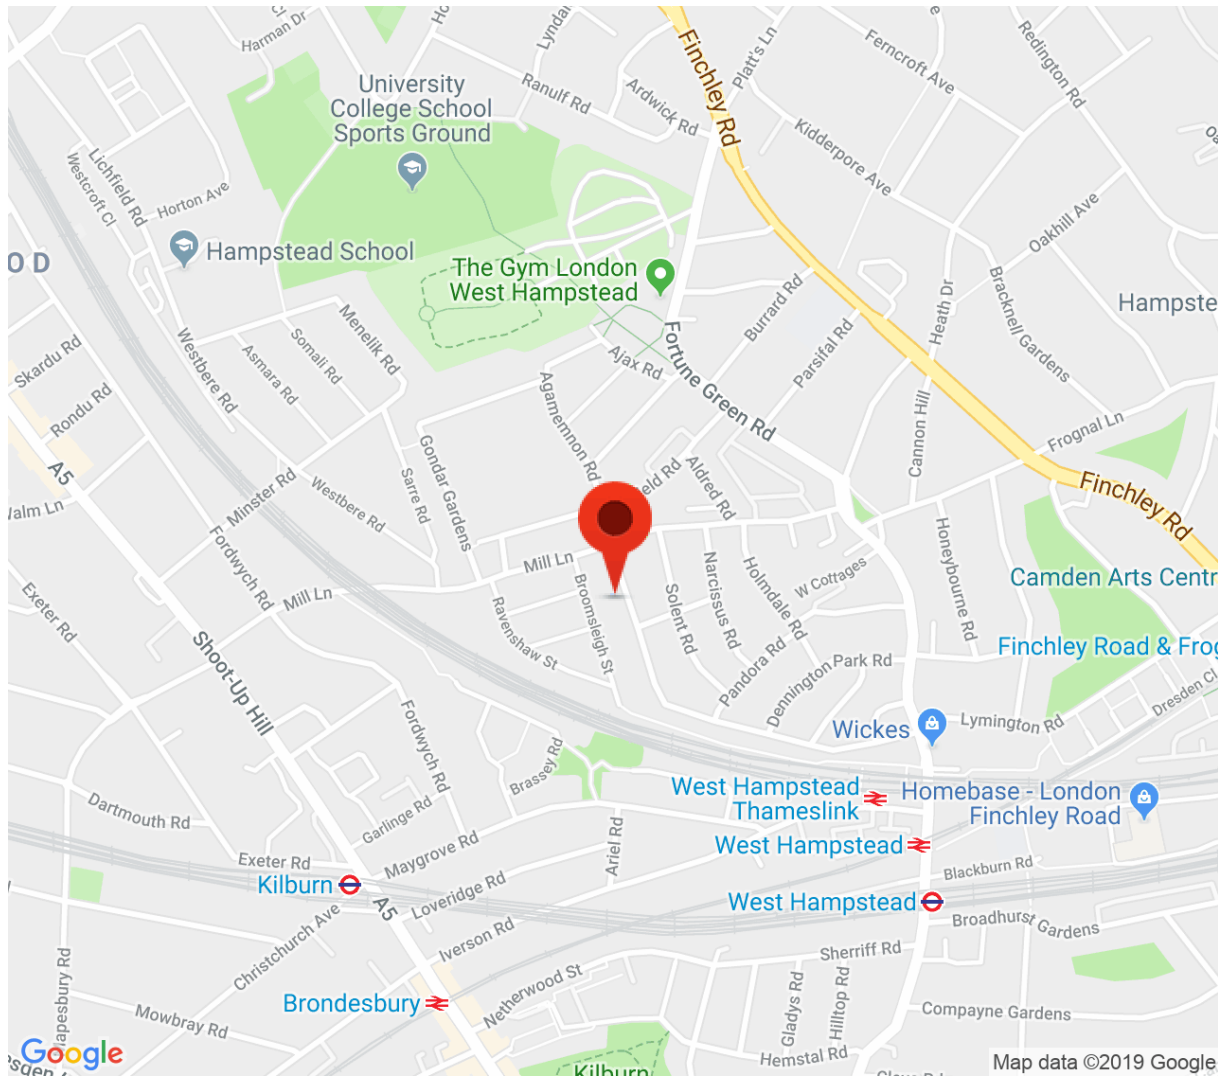 Harman Dr
Finchley Rd
Platt's Ln
Ferncroft Ave
Redington Rd
University
College School
Sports Ground
Ranulf Rd
Ardwick Rd
Kidderpore Ave
Lichfield Rd
Westcroft Cl
Horton Ave
Oakhill Ave
Hampstead School
O D
The Gym London
West Hampstead
Heath Dr
Bracknell Gardens
Burrard Rd
Parsifal Rd
Menelik Rd
Somali Rd
Asmara Rd
Westbere Rd
Skardu Rd
Rondu Rd
Ajax Rd
Fortune Green Rd
Agamemnon Rd
Cannon Hill
Frognal Ln
A5
Gondar Gardens
Sarre Rd
Minster Rd
Westbere Rd
Aldred Rd
Finchley Rd
Fordwych Rd
Mill Ln
Mill Ln
Broomsleigh St
Ravenshaw St
Solent Rd
Narcissus Rd
Holmdale Rd
W Cottages
Honeybourne Rd
Camden Arts Centr
Exeter Rd
Shoot-Up Hill
Pandora Rd
Dennington Park Rd
Finchley Road & Frog
Dresden Cl
Wickes
Lymington Rd
Fordwych Rd
Brassey Rd
West Hampstead
Thameslink
Homebase - London
Finchley Road
Dartmouth Rd
Garlinge Rd
Maygrove Rd
Ariel Rd
West Hampstead
Blackburn Rd
Exeter Rd
Kilburn
A5
Loveridge Rd
West Hampstead
Broadhurst Gardens
Christchurch Ave
Iverson Rd
Sherriff Rd
Netherwood St
Gladys Rd
Hilltop Rd
Brondesbury
Mowbray Rd
Compayne Gardens
Hemstal Rd
Kilburn
Google
Map data ©2019 Google